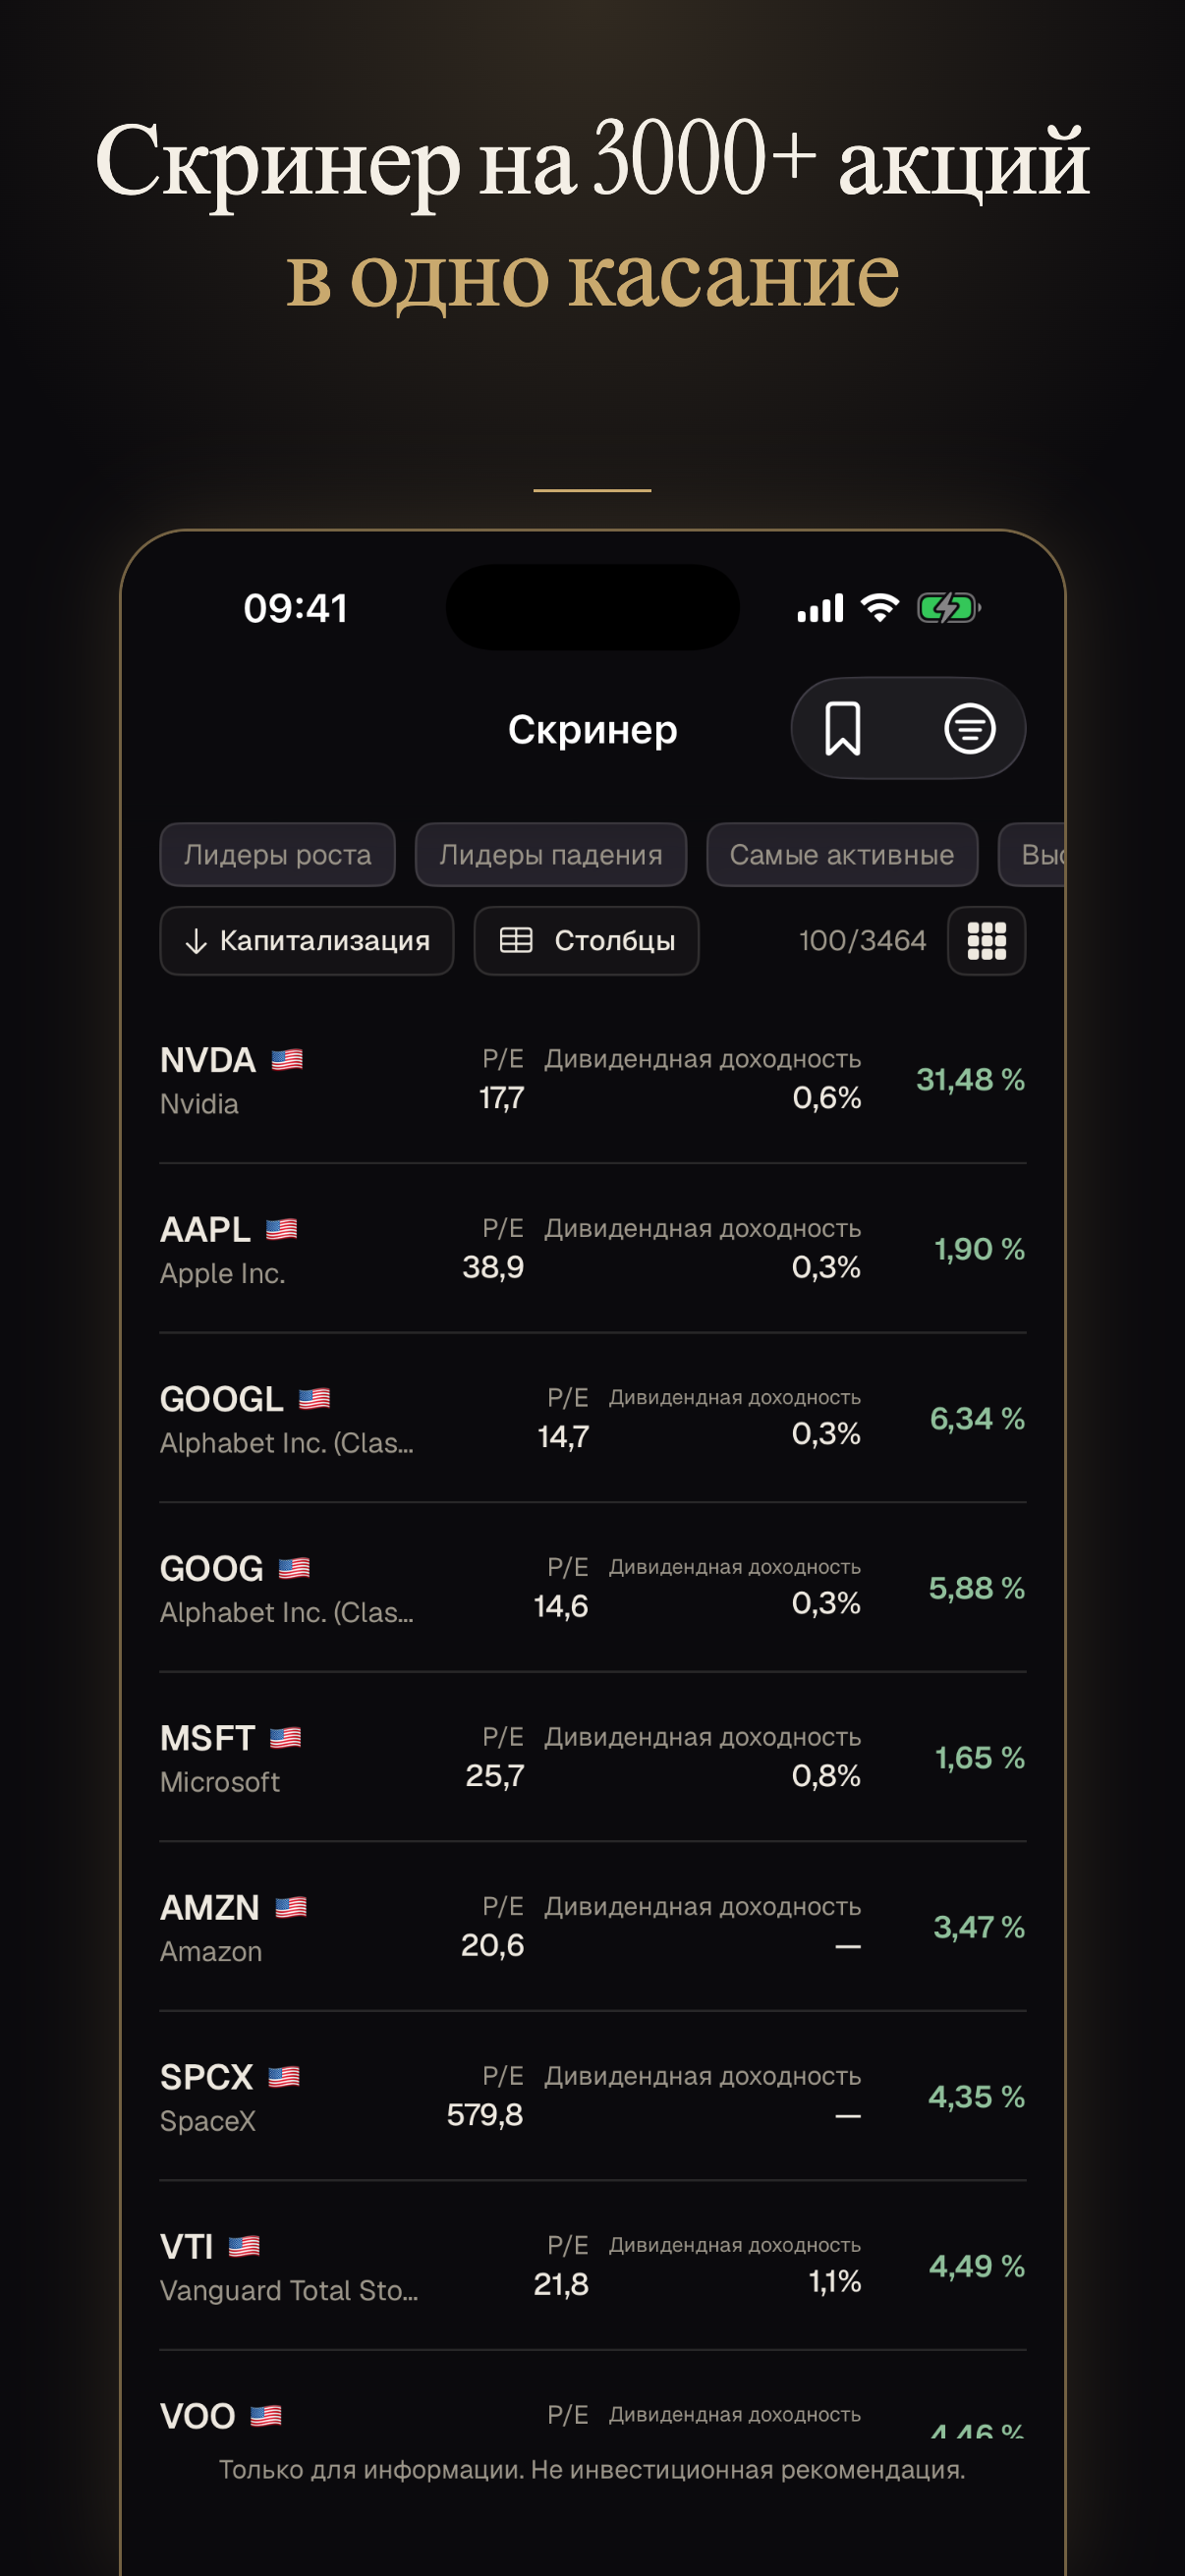 Скринер на 3000+ акций
в одно касание
09:41
Скринер
Лидеры роста Лидеры падения Самые активные
Капитализация Столбцы 100/3464
NVDA P/E Дивидендная доходность 31,48 %
Nvidia 17,7 0,6%
AAPL P/E Дивидендная доходность 1,90 %
Apple Inc. 38,9 0,3%
GOOGL P/E Дивидендная доходность 6,34 %
Alphabet Inc. (Clas... 14,7 0,3%
GOOG P/E Дивидендная доходность 5,88 %
Alphabet Inc. (Clas... 14,6 0,3%
MSFT P/E Дивидендная доходность 1,65 %
Microsoft 25,7 0,8%
AMZN P/E Дивидендная доходность 3,47 %
Amazon 20,6 —
SPCX P/E Дивидендная доходность 4,35 %
SpaceX 579,8 —
VTI P/E Дивидендная доходность 4,49 %
Vanguard Total Sto... 21,8 1,1%
VOO P/E Дивидендная доходность 4,46 %
Только для информации. Не инвестиционная рекомендация.